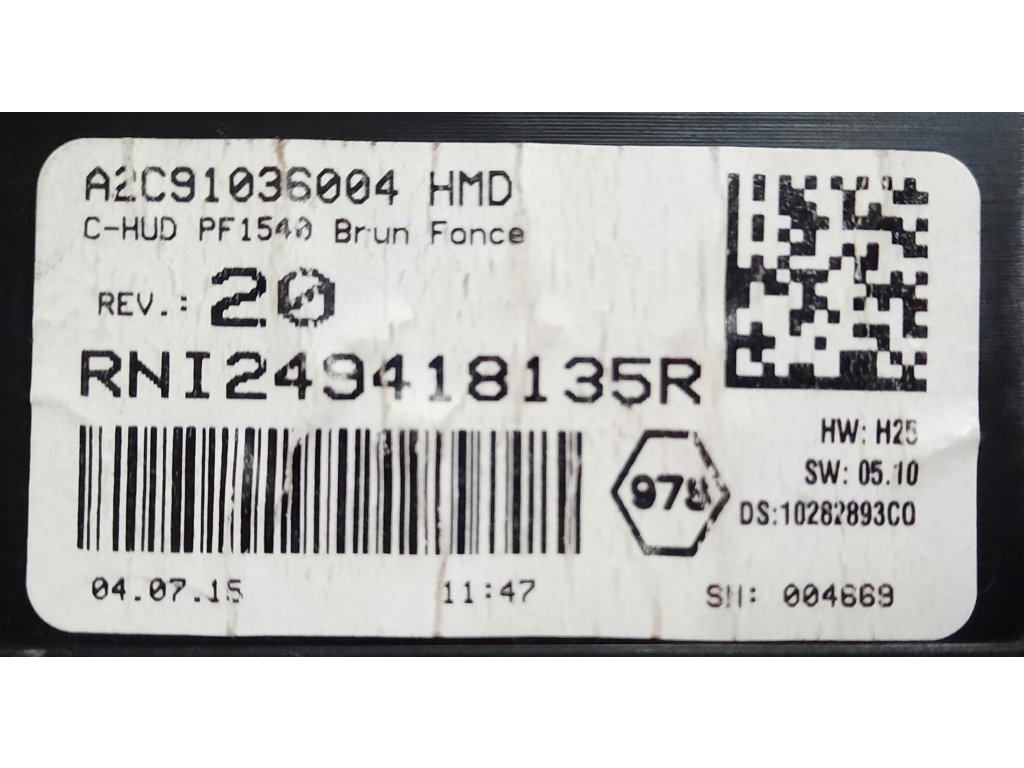 A2C91036004 HMD
C-HUD PF1540 Brun Fonce
REV.: 20
RNI249418135R
HW: H25
SW: 05.10
DS:10282893C0
04.07.15
11:47
SN: 004669